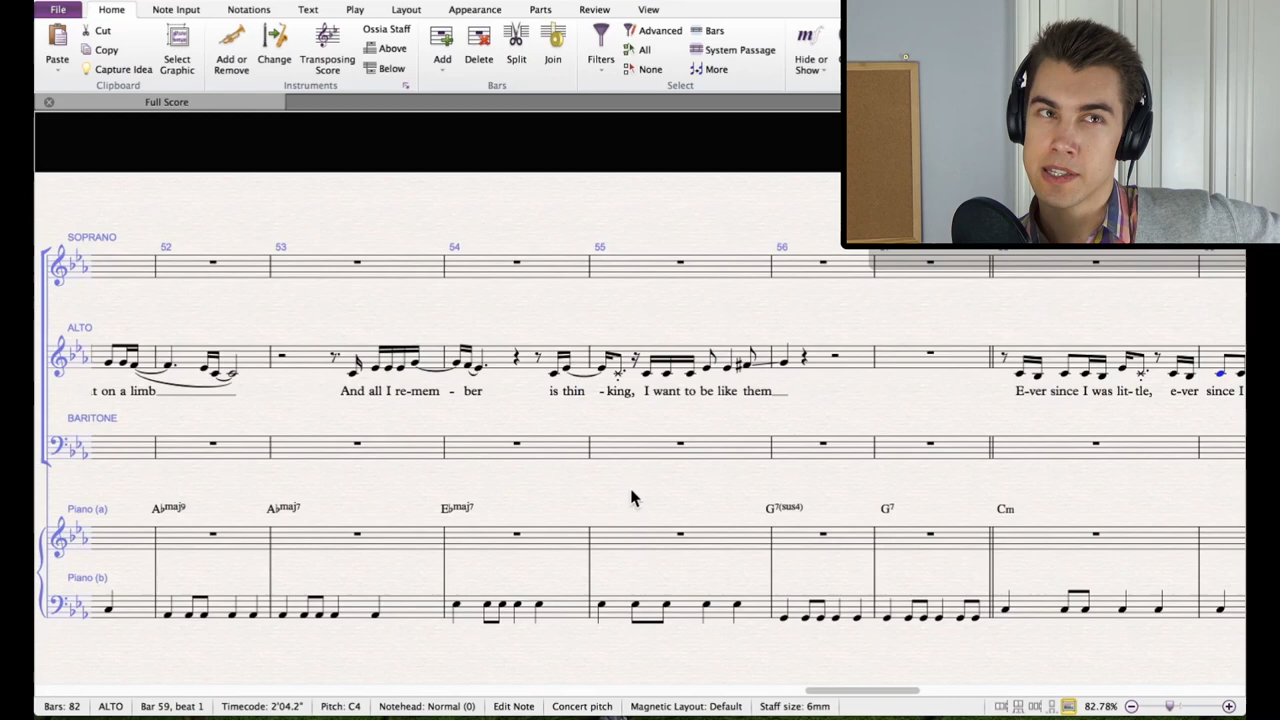 File Home Note Input Notations Text Play Layout Appearance Parts Review View
Paste
Cut
Copy
Capture Idea
Select Graphic
Clipboard
Add or Remove
Change
Transposing Score
Ossia Staff
Above
Below
Instruments
Add
Delete
Split
Join
Bars
Filters
Advanced
All
None
Bars
System Passage
More
Select
Hide or Show
Full Score
SOPRANO 52 53 54 55 56
ALTO
t on a limb And all I re-mem - ber is thin - king, I want to be like them E-ver since I was lit-tle, e-ver since I
BARITONE
Piano (a) A♭maj9 A♭maj7 E♭maj7 G7(sus4) G7 Cm
Piano (b)
Bars: 82 ALTO Bar 59, beat 1 Timecode: 2'04.2" Pitch: C4 Notehead: Normal (0) Edit Note Concert pitch Magnetic Layout: Default Staff size: 6mm 82.78%